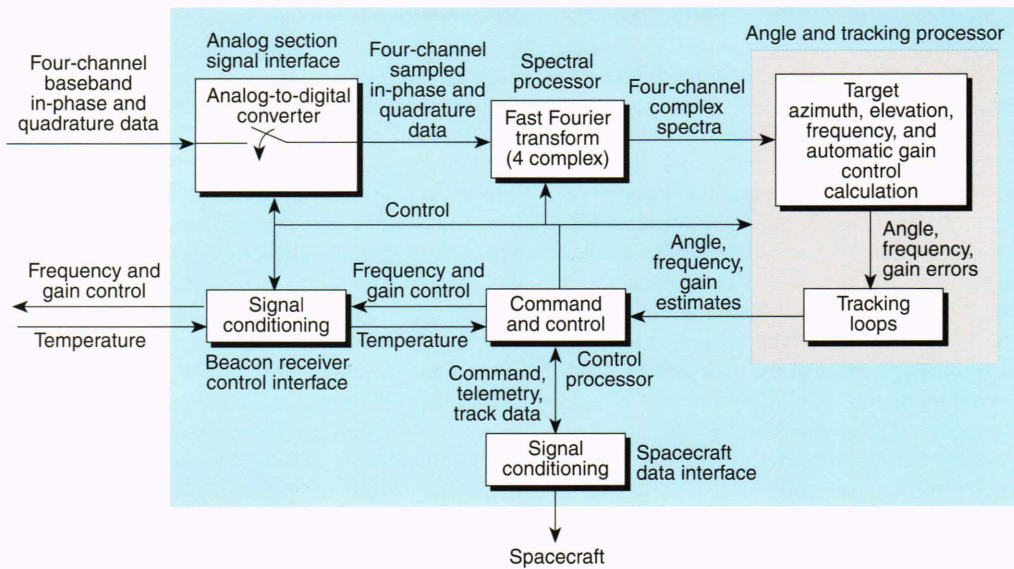 Four-channel
baseband
in-phase and
quadrature data
Analog section
signal interface
Analog-to-digital
converter
Four-channel
sampled
in-phase and
quadrature
data
Spectral
processor
Fast Fourier
transform
(4 complex)
Four-channel
complex
spectra
Angle and tracking processor
Target
azimuth, elevation,
frequency, and
automatic gain
control
calculation
Control
Angle,
frequency,
gain errors
Frequency and
gain control
Temperature
Signal
conditioning
Beacon receiver
control interface
Frequency and
gain control
Temperature
Command
and control
Control
processor
Angle,
frequency,
gain
estimates
Tracking
loops
Command,
telemetry,
track data
Signal
conditioning
Spacecraft
data interface
Spacecraft